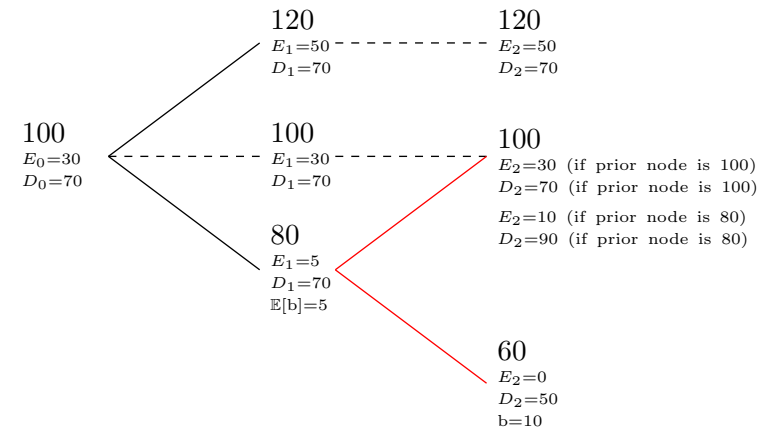 120
E₁=50
D₁=70
120
E₂=50
D₂=70
100
E₀=30
D₀=70
100
E₁=30
D₁=70
100
E₂=30 (if prior node is 100)
D₂=70 (if prior node is 100)
E₂=10 (if prior node is 80)
D₂=90 (if prior node is 80)
80
E₁=5
D₁=70
𝔼[b]=5
60
E₂=0
D₂=50
b=10